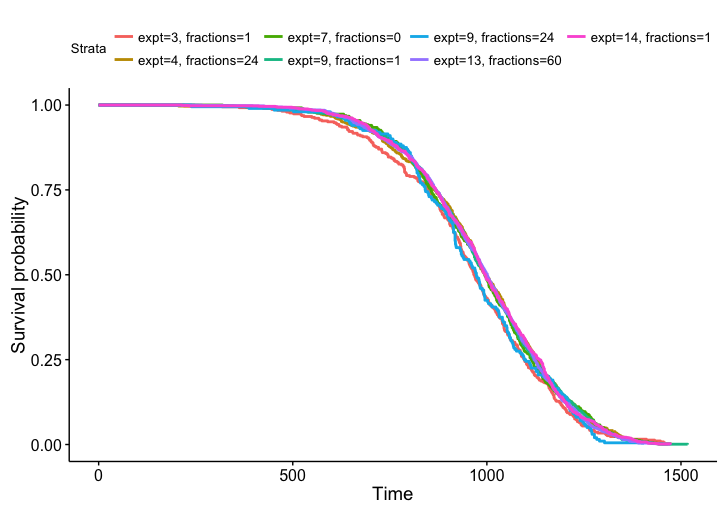 Strata
expt=3, fractions=1 expt=7, fractions=0 expt=9, fractions=24 expt=14, fractions=1
expt=4, fractions=24 expt=9, fractions=1 expt=13, fractions=60
1.00
0.75
0.50
0.25
0.00
Survival probability
0 500 1000 1500
Time